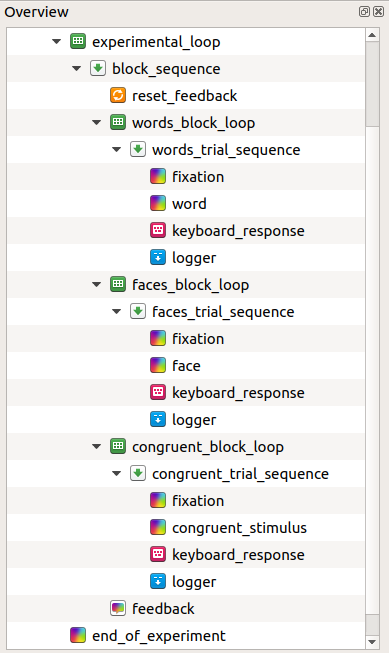 Overview
experimental_loop
block_sequence
reset_feedback
words_block_loop
words_trial_sequence
fixation
word
keyboard_response
logger
faces_block_loop
faces_trial_sequence
fixation
face
keyboard_response
logger
congruent_block_loop
congruent_trial_sequence
fixation
congruent_stimulus
keyboard_response
logger
feedback
end_of_experiment